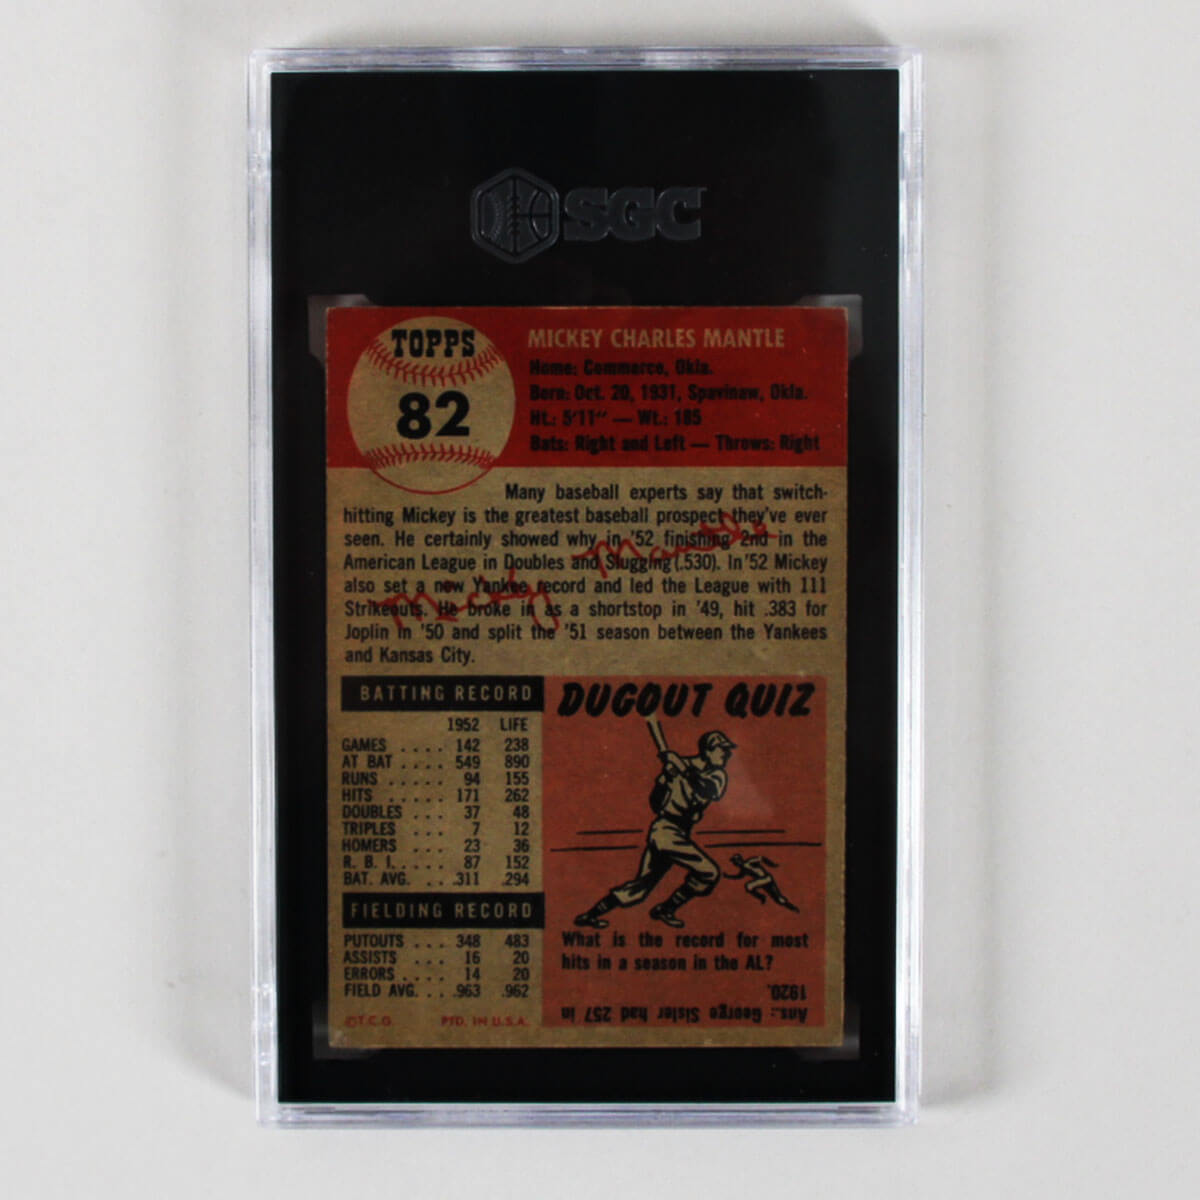 SGC
TOPPS
82
MICKEY CHARLES MANTLE
Home: Commerce, Okla.
Born: Oct. 20, 1931, Spavinaw, Okla.
Ht.: 5'11" — Wt.: 185
Bats: Right and Left — Throws: Right
Many baseball experts say that switch-
hitting Mickey is the greatest baseball prospect they've ever
seen. He certainly showed why in '52 finishing 2nd in the
American League in Doubles and Slugging (.530). In '52 Mickey
also set a new Yankee record and led the League with 111
Strikeouts. He broke in as a shortstop in '49, hit .383 for
Joplin in '50 and split the '51 season between the Yankees
and Kansas City.
Mickey Mantle
BATTING RECORD
1952 LIFE
GAMES .... 142 238
AT BAT .... 549 890
RUNS ..... 94 155
HITS ..... 171 262
DOUBLES ... 37 48
TRIPLES ... 7 12
HOMERS ... 23 36
R. B. I. .... 87 152
BAT. AVG. .. .311 .294
FIELDING RECORD
PUTOUTS ... 348 483
ASSISTS ... 16 20
ERRORS .... 14 20
FIELD AVG. .. .963 .962
©T.C.G. PTD. IN U.S.A.
DUGOUT QUIZ
What is the record for most
hits in a season in the AL?
Ans.: George Sisler had 257 in
1920.